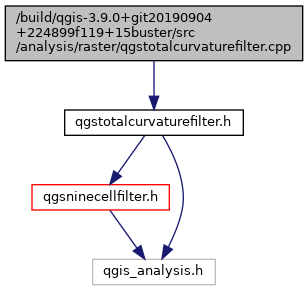 /build/qgis-3.9.0+git20190904
+224899f119+15buster/src
/analysis/raster/qgstotalcurvaturefilter.cpp
qgstotalcurvaturefilter.h
qgsninecellfilter.h
qgis_analysis.h